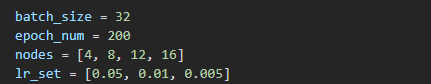 batch_size = 32
epoch_num = 200
nodes = [4, 8, 12, 16]
lr_set = [0.05, 0.01, 0.005]